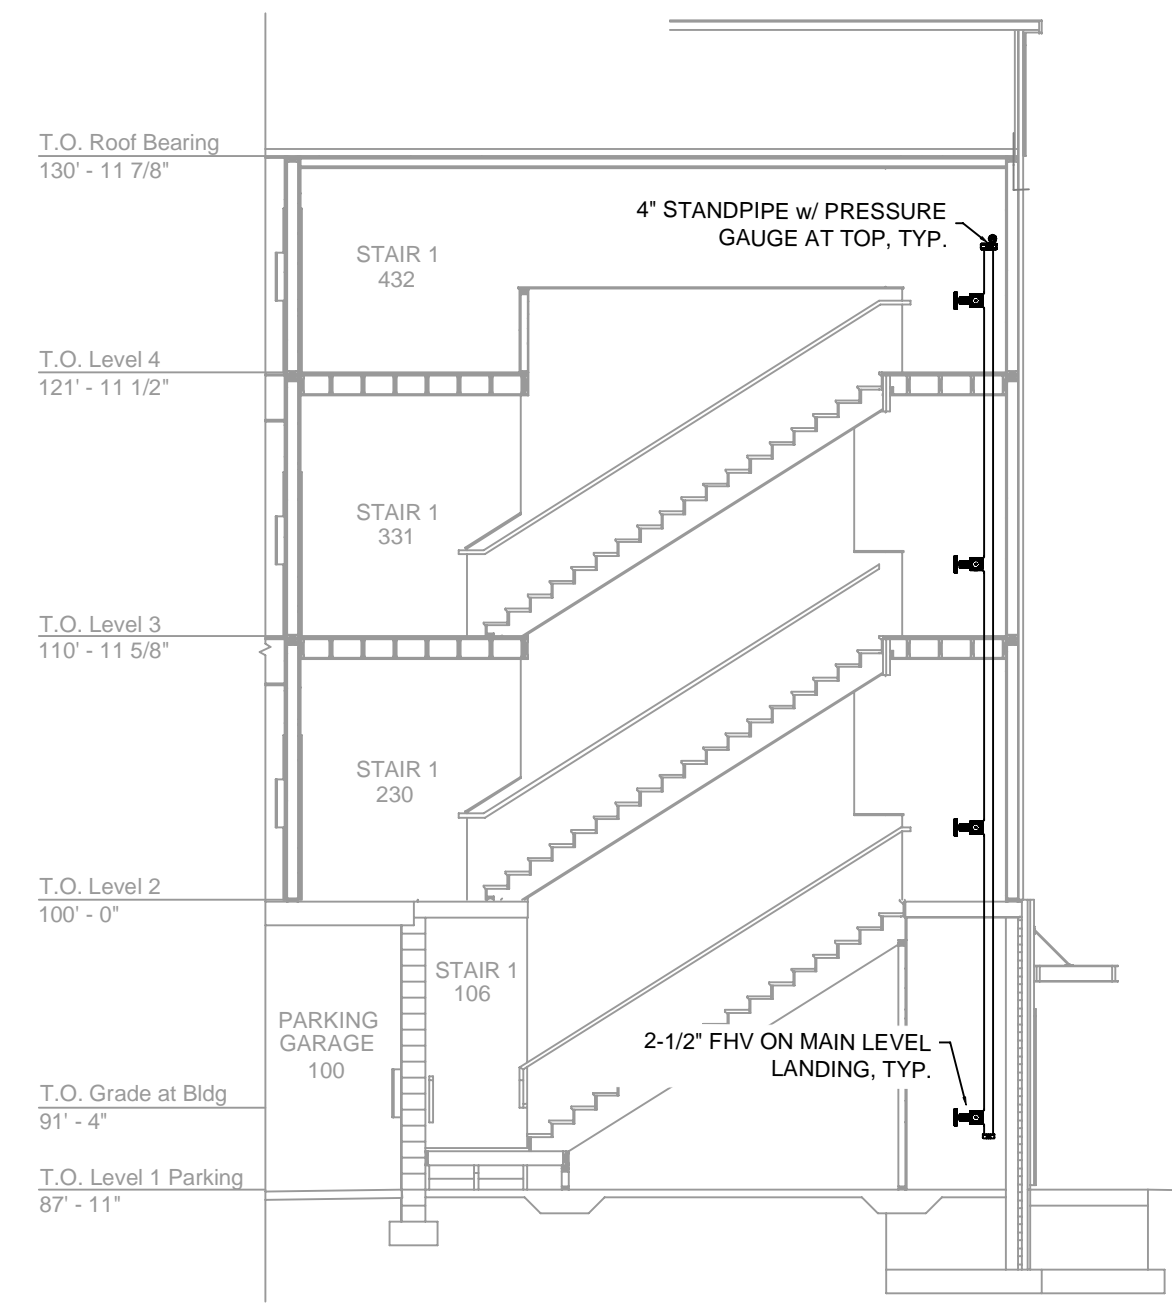 T.O. Roof Bearing
130' - 11 7/8"
4" STANDPIPE w/ PRESSURE
GAUGE AT TOP, TYP.
STAIR 1
432
T.O. Level 4
121' - 11 1/2"
STAIR 1
331
T.O. Level 3
110' - 11 5/8"
STAIR 1
230
T.O. Level 2
100' - 0"
STAIR 1
106
PARKING
GARAGE
100
2-1/2" FHV ON MAIN LEVEL
LANDING, TYP.
T.O. Grade at Bldg
91' - 4"
T.O. Level 1 Parking
87' - 11"